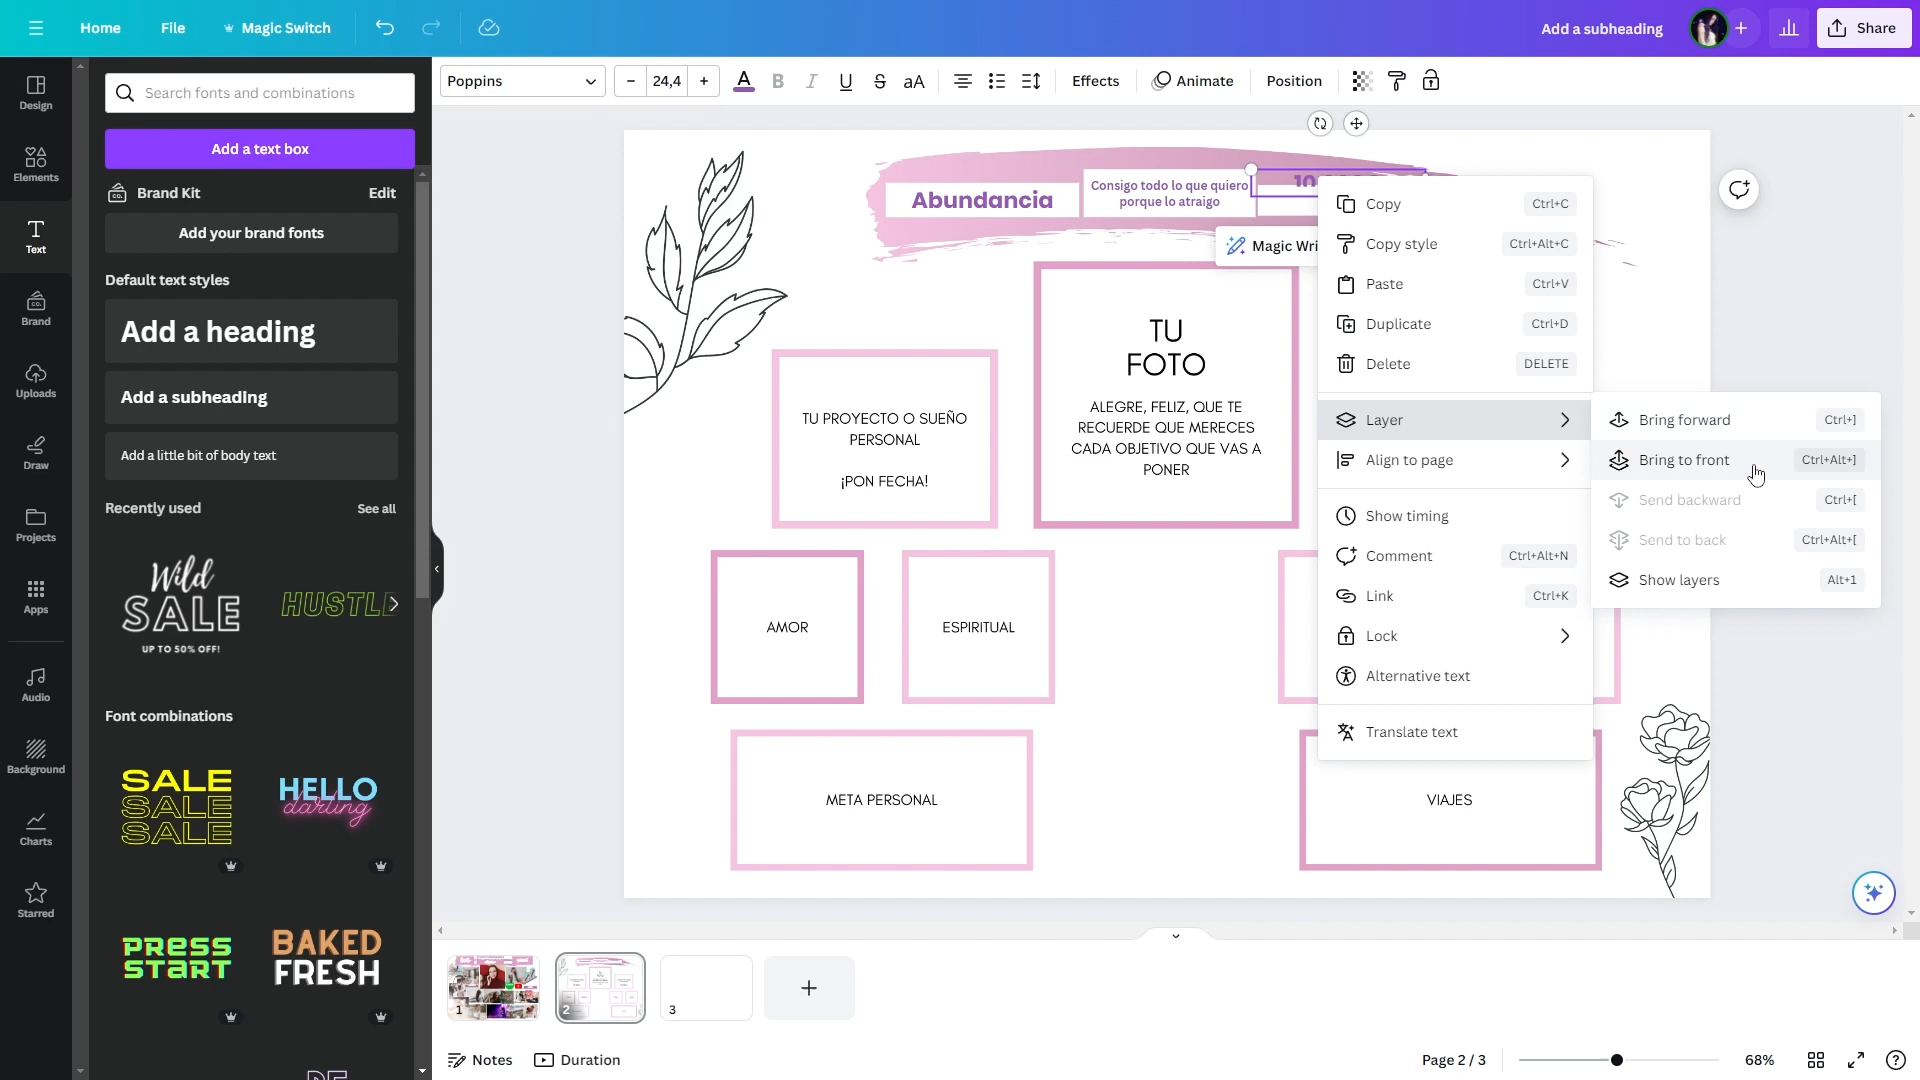 Home
File
Magic Switch
Add a subheading
Share
Poppins
– 24,4 +
A
B
I
U
S
aA
Effects
Animate
Position
Design
Elements
Text
Brand
Uploads
Draw
Projects
Apps
Audio
Background
Charts
Starred
Search fonts and combinations
Add a text box
Brand Kit
Edit
Add your brand fonts
Default text styles
Add a heading
Add a subheading
Add a little bit of body text
Recently used
See all
Wild
SALE
UP TO 50% OFF!
HUSTLE
Font combinations
SALE
SALE
SALE
HELLO
darling
PRESS
START
BAKED
FRESH
Abundancia
Consigo todo lo que quiero
porque lo atraigo
Magic Wri
TU
FOTO
ALEGRE, FELIZ, QUE TE
RECUERDE QUE MERECES
CADA OBJETIVO QUE VAS A
PONER
TU PROYECTO O SUEÑO
PERSONAL
¡PON FECHA!
AMOR
ESPIRITUAL
META PERSONAL
VIAJES
Copy Ctrl+C
Copy style Ctrl+Alt+C
Paste Ctrl+V
Duplicate Ctrl+D
Delete DELETE
Layer
Align to page
Show timing
Comment Ctrl+Alt+N
Link Ctrl+K
Lock
Alternative text
Translate text
Bring forward Ctrl+]
Bring to front Ctrl+Alt+]
Send backward Ctrl+[
Send to back Ctrl+Alt+[
Show layers Alt+1
1
2
3
+
Notes
Duration
Page 2 / 3
68%